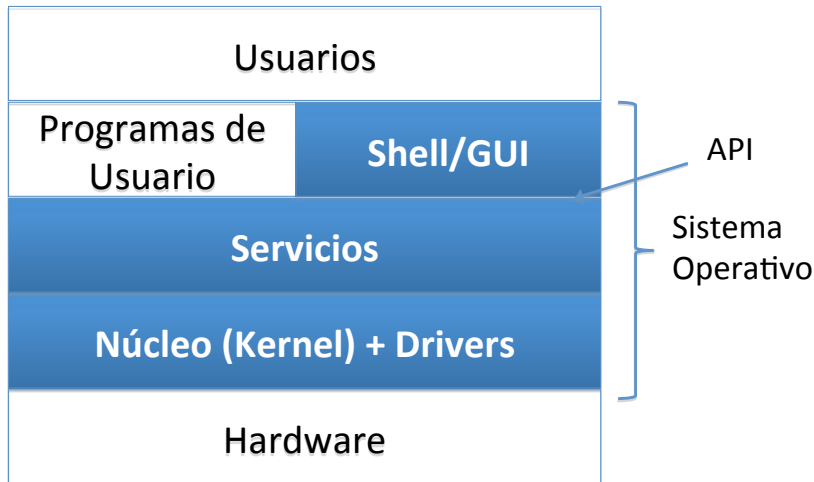 Usuarios
Programas de
Usuario
Shell/GUI
API
Servicios
Sistema
Operativo
Núcleo (Kernel) + Drivers
Hardware